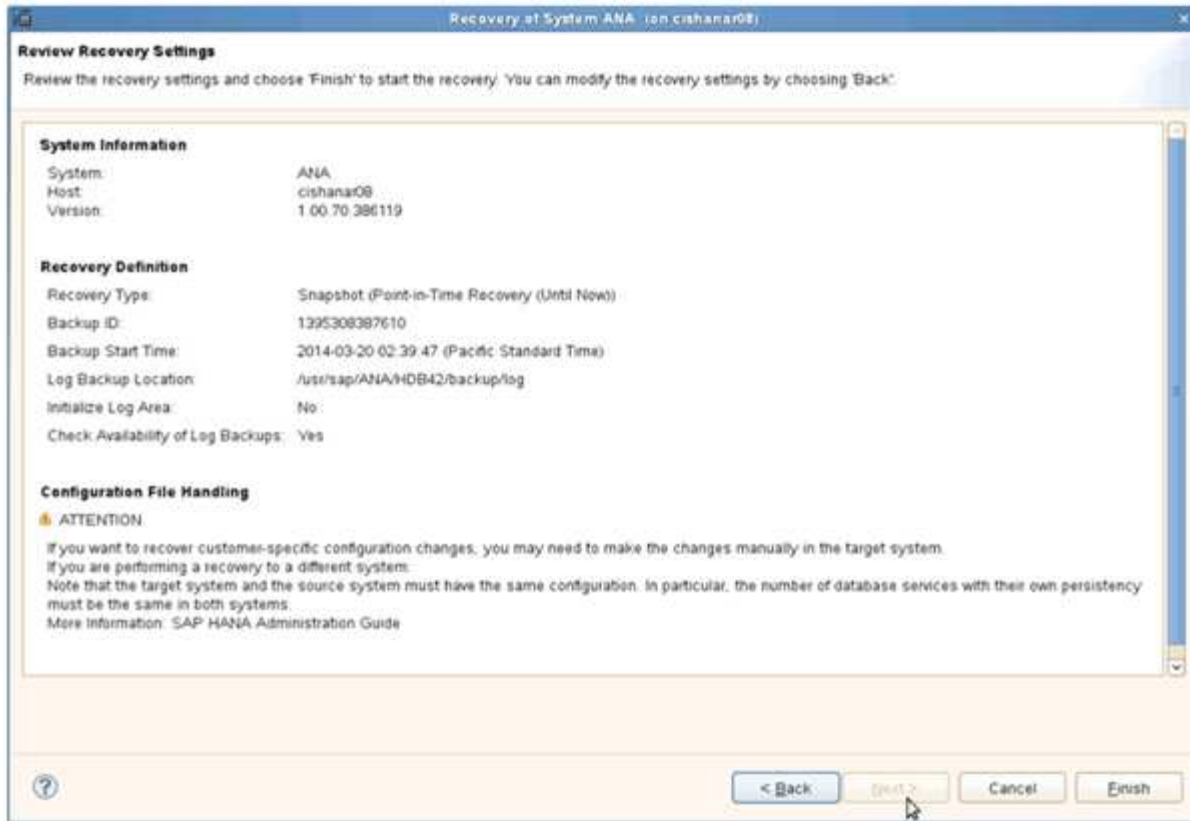 Recovery of System ANA (on cishanar08)
Review Recovery Settings
Review the recovery settings and choose 'Finish' to start the recovery. You can modify the recovery settings by choosing 'Back'.
System Information
System: ANA
Host: cishanar08
Version: 1.00.70.386119
Recovery Definition
Recovery Type: Snapshot (Point-in-Time Recovery (Until Now))
Backup ID: 1395308387610
Backup Start Time: 2014-03-20 02:39:47 (Pacific Standard Time)
Log Backup Location: /usr/sap/ANA/HDB42/backup/log
Initialize Log Area: No
Check Availability of Log Backups: Yes
Configuration File Handling
ATTENTION
If you want to recover customer-specific configuration changes, you may need to make the changes manually in the target system.
If you are performing a recovery to a different system:
Note that the target system and the source system must have the same configuration. In particular, the number of database services with their own persistency
must be the same in both systems.
More Information: SAP HANA Administration Guide
? < Back Next > Cancel Finish